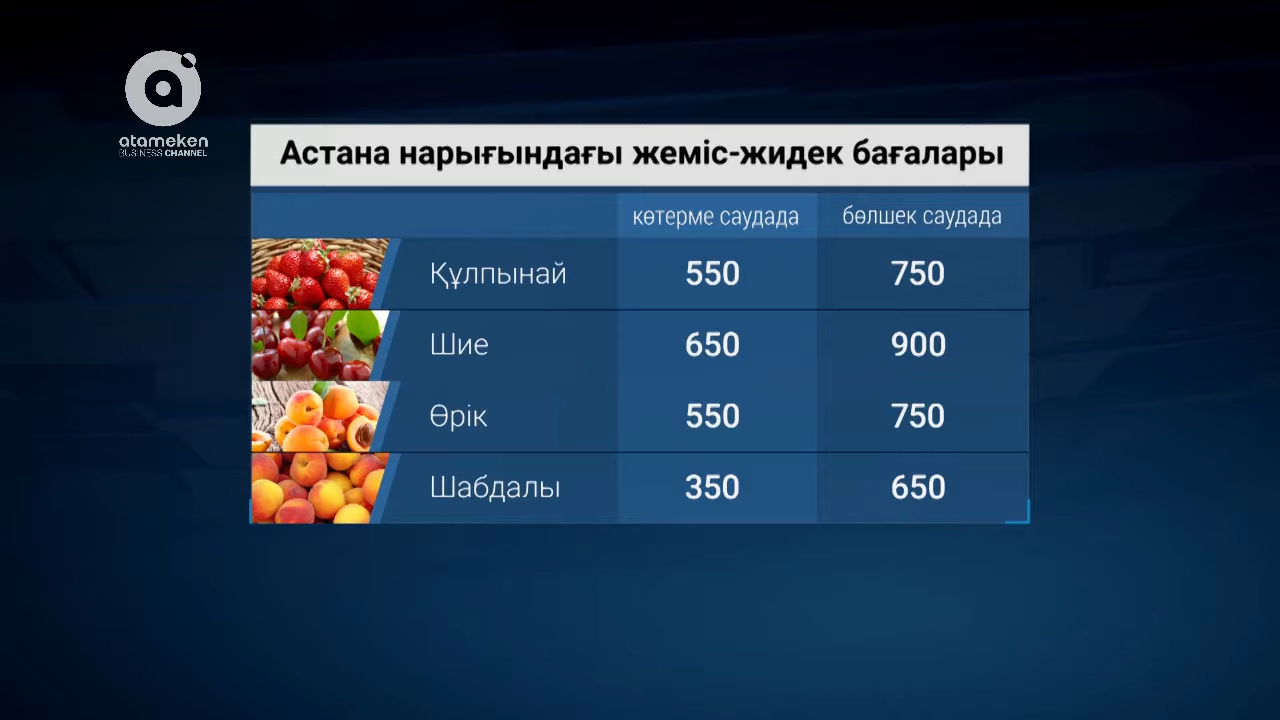 atameken
BUSINESS CHANNEL
Астана нарығындағы жеміс-жидек бағалары
көтерме саудада бөлшек саудада
Құлпынай 550 750
Шие 650 900
Өрік 550 750
Шабдалы 350 650